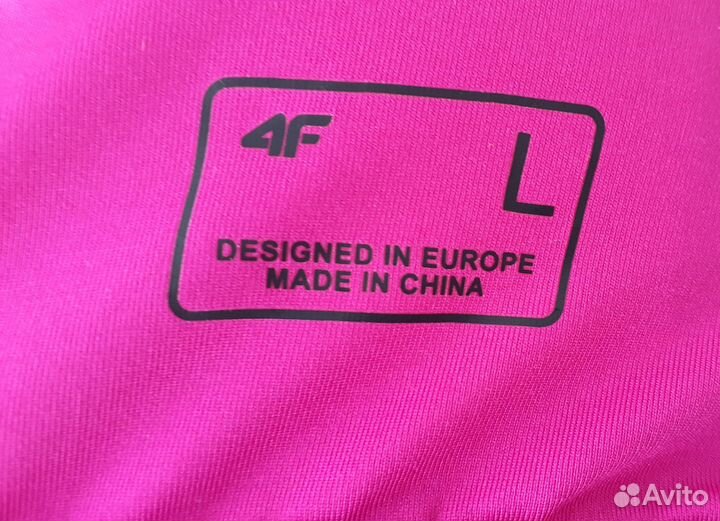 4F
L
DESIGNED IN EUROPE
MADE IN CHINA
Avito